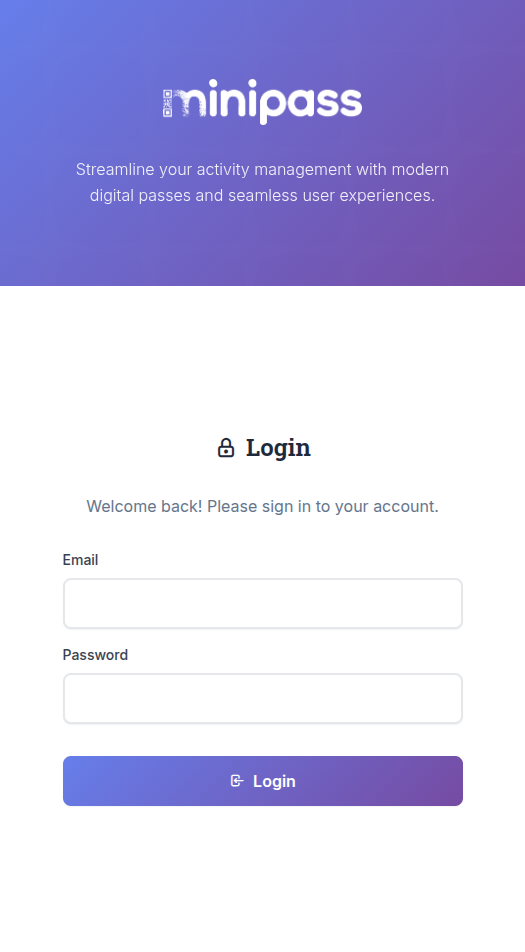 minipass
Streamline your activity management with modern
digital passes and seamless user experiences.
Login
Welcome back! Please sign in to your account.
Email
Password
Login